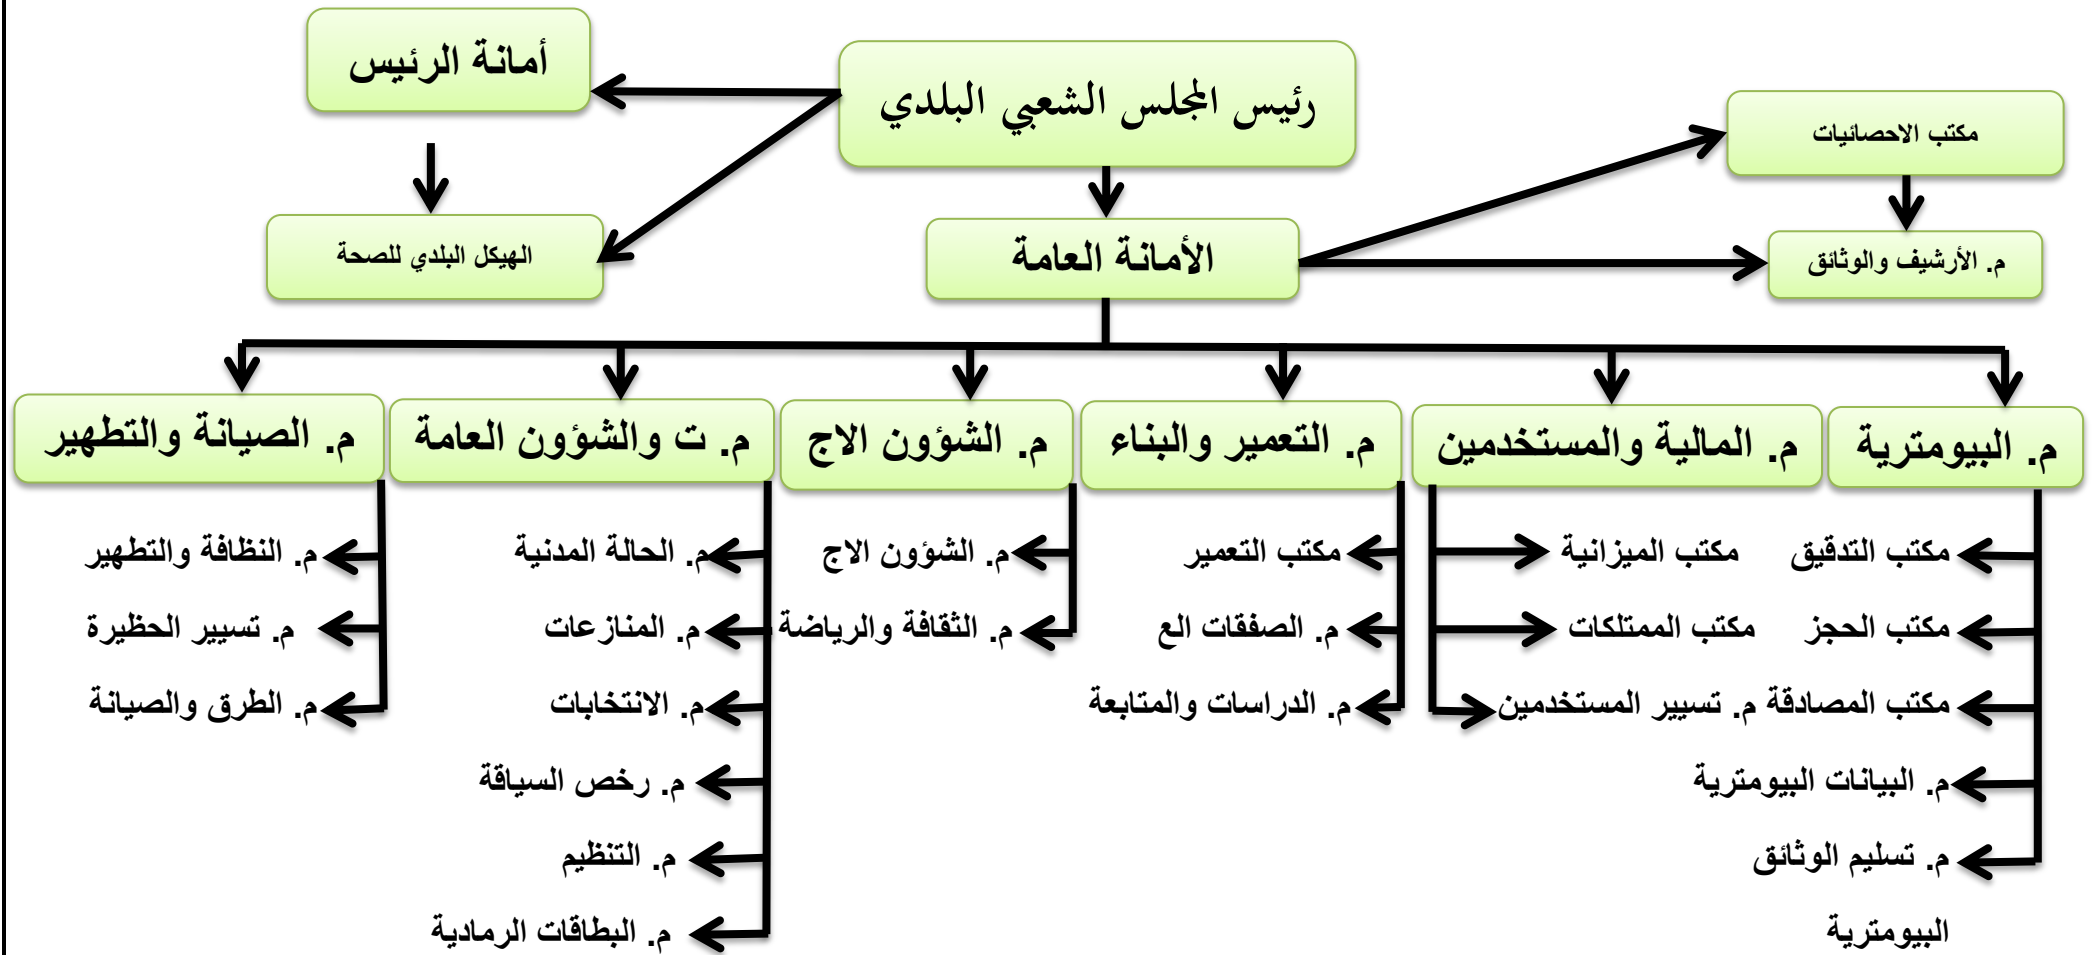 أمانة الرئيس
رئيس المجلس الشعبي البلدي
مكتب الاحصائيات
الهيكل البلدي للصحة
الأمانة العامة
م. الأرشيف والوثائق
م. البيومترية
م. المالية والمستخدمين
م. التعمير والبناء
م. الشؤون الاج
م. ت والشؤون العامة
م. الصيانة والتطهير
مكتب التدقيق
مكتب الحجز
مكتب المصادقة
م. البيانات البيومترية
م. تسليم الوثائق
البيومترية
مكتب الميزانية
مكتب الممتلكات
م. تسيير المستخدمين
مكتب التعمير
م. الصفقات الع
م. الدراسات والمتابعة
م. الشؤون الاج
م. الثقافة والرياضة
م. الحالة المدنية
م. المنازعات
م. الانتخابات
م. رخص السياقة
م. التنظيم
م. البطاقات الرمادية
م. النظافة والتطهير
م. تسيير الحظيرة
م. الطرق والصيانة